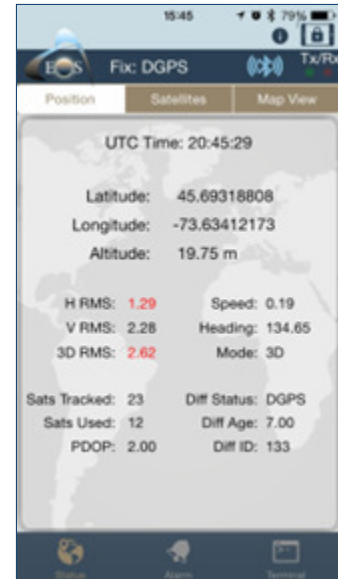 15:45 79%
EOS Fix: DGPS Tx/Rx
Position Satellites Map View
UTC Time: 20:45:29
Latitude: 45.69318808
Longitude: -73.63412173
Altitude: 19.75 m
H RMS: 1.29 Speed: 0.19
V RMS: 2.28 Heading: 134.65
3D RMS: 2.62 Mode: 3D
Sats Tracked: 23 Diff Status: DGPS
Sats Used: 12 Diff Age: 7.00
PDOP: 2.00 Diff ID: 133
Status Alarm Terminal